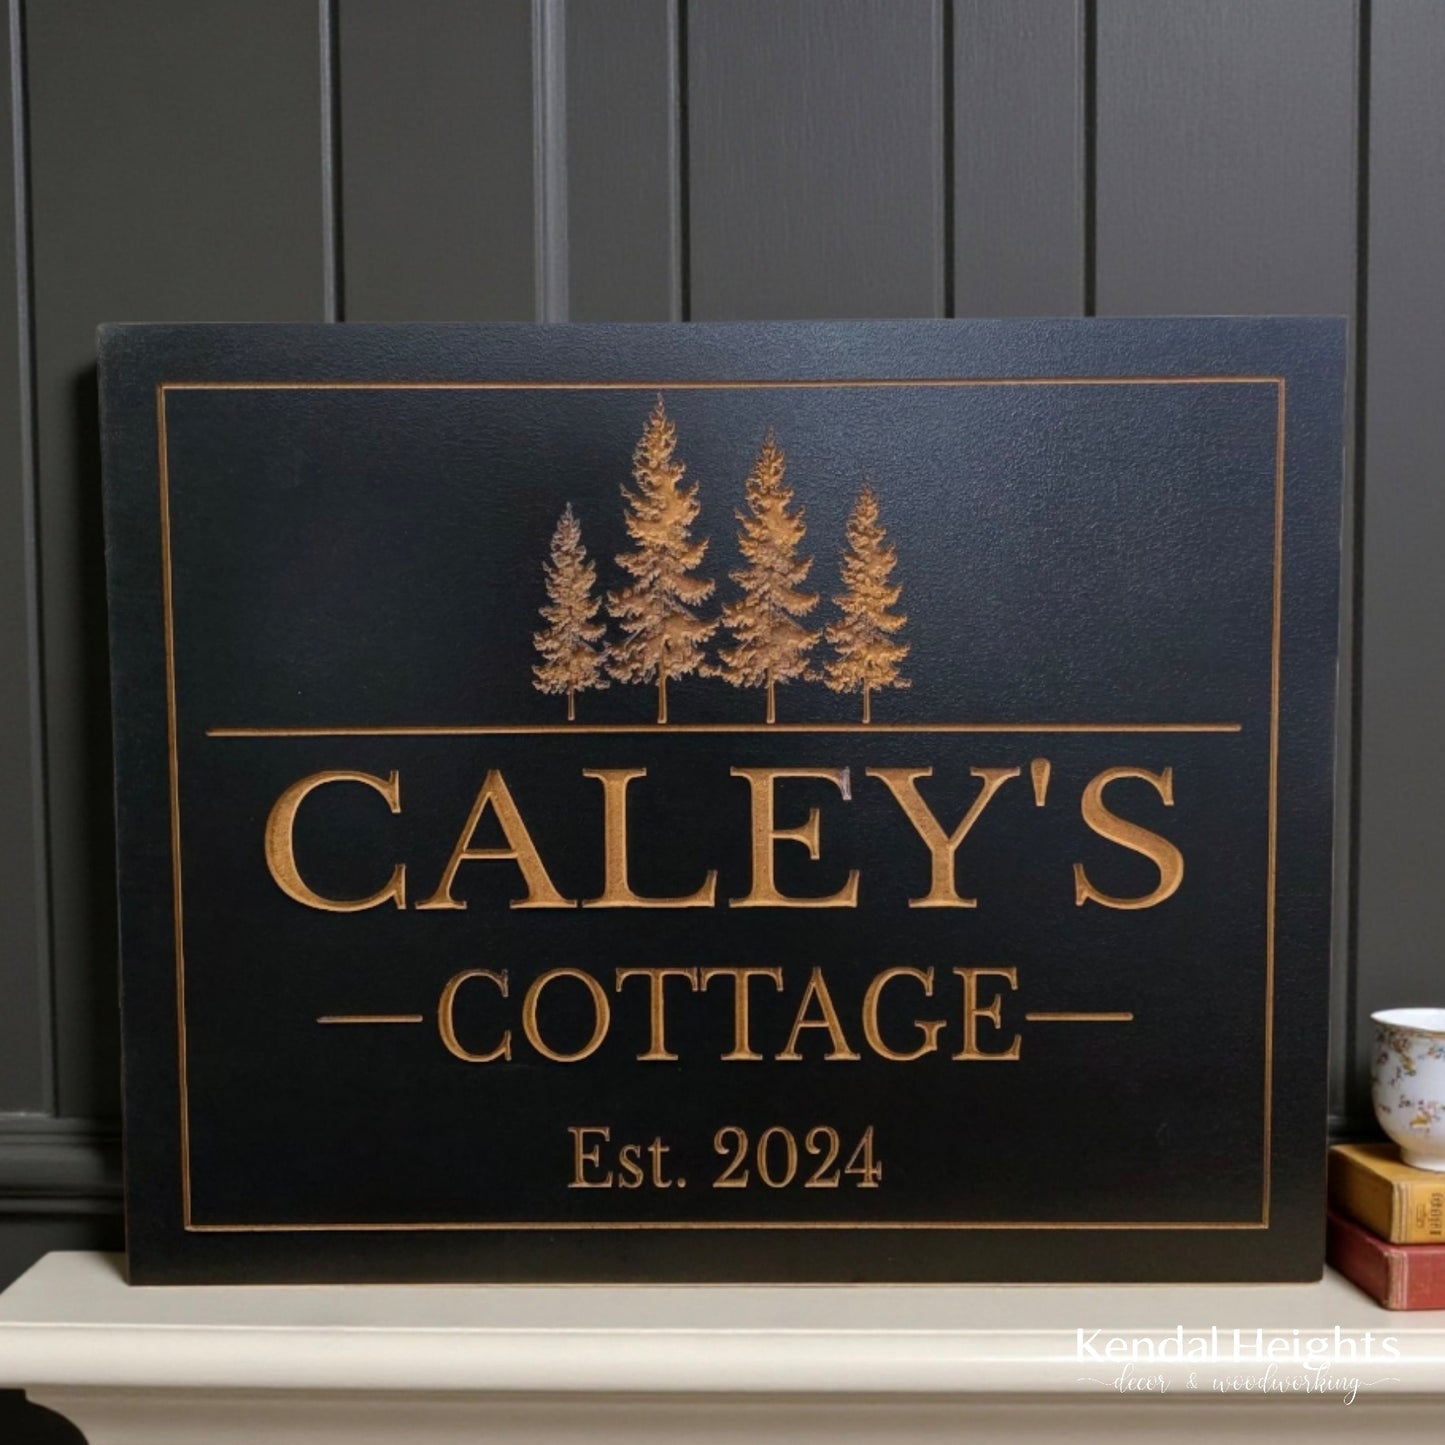 CALEY'S
COTTAGE
Est. 2024
Kendal Heights
decor & woodworking